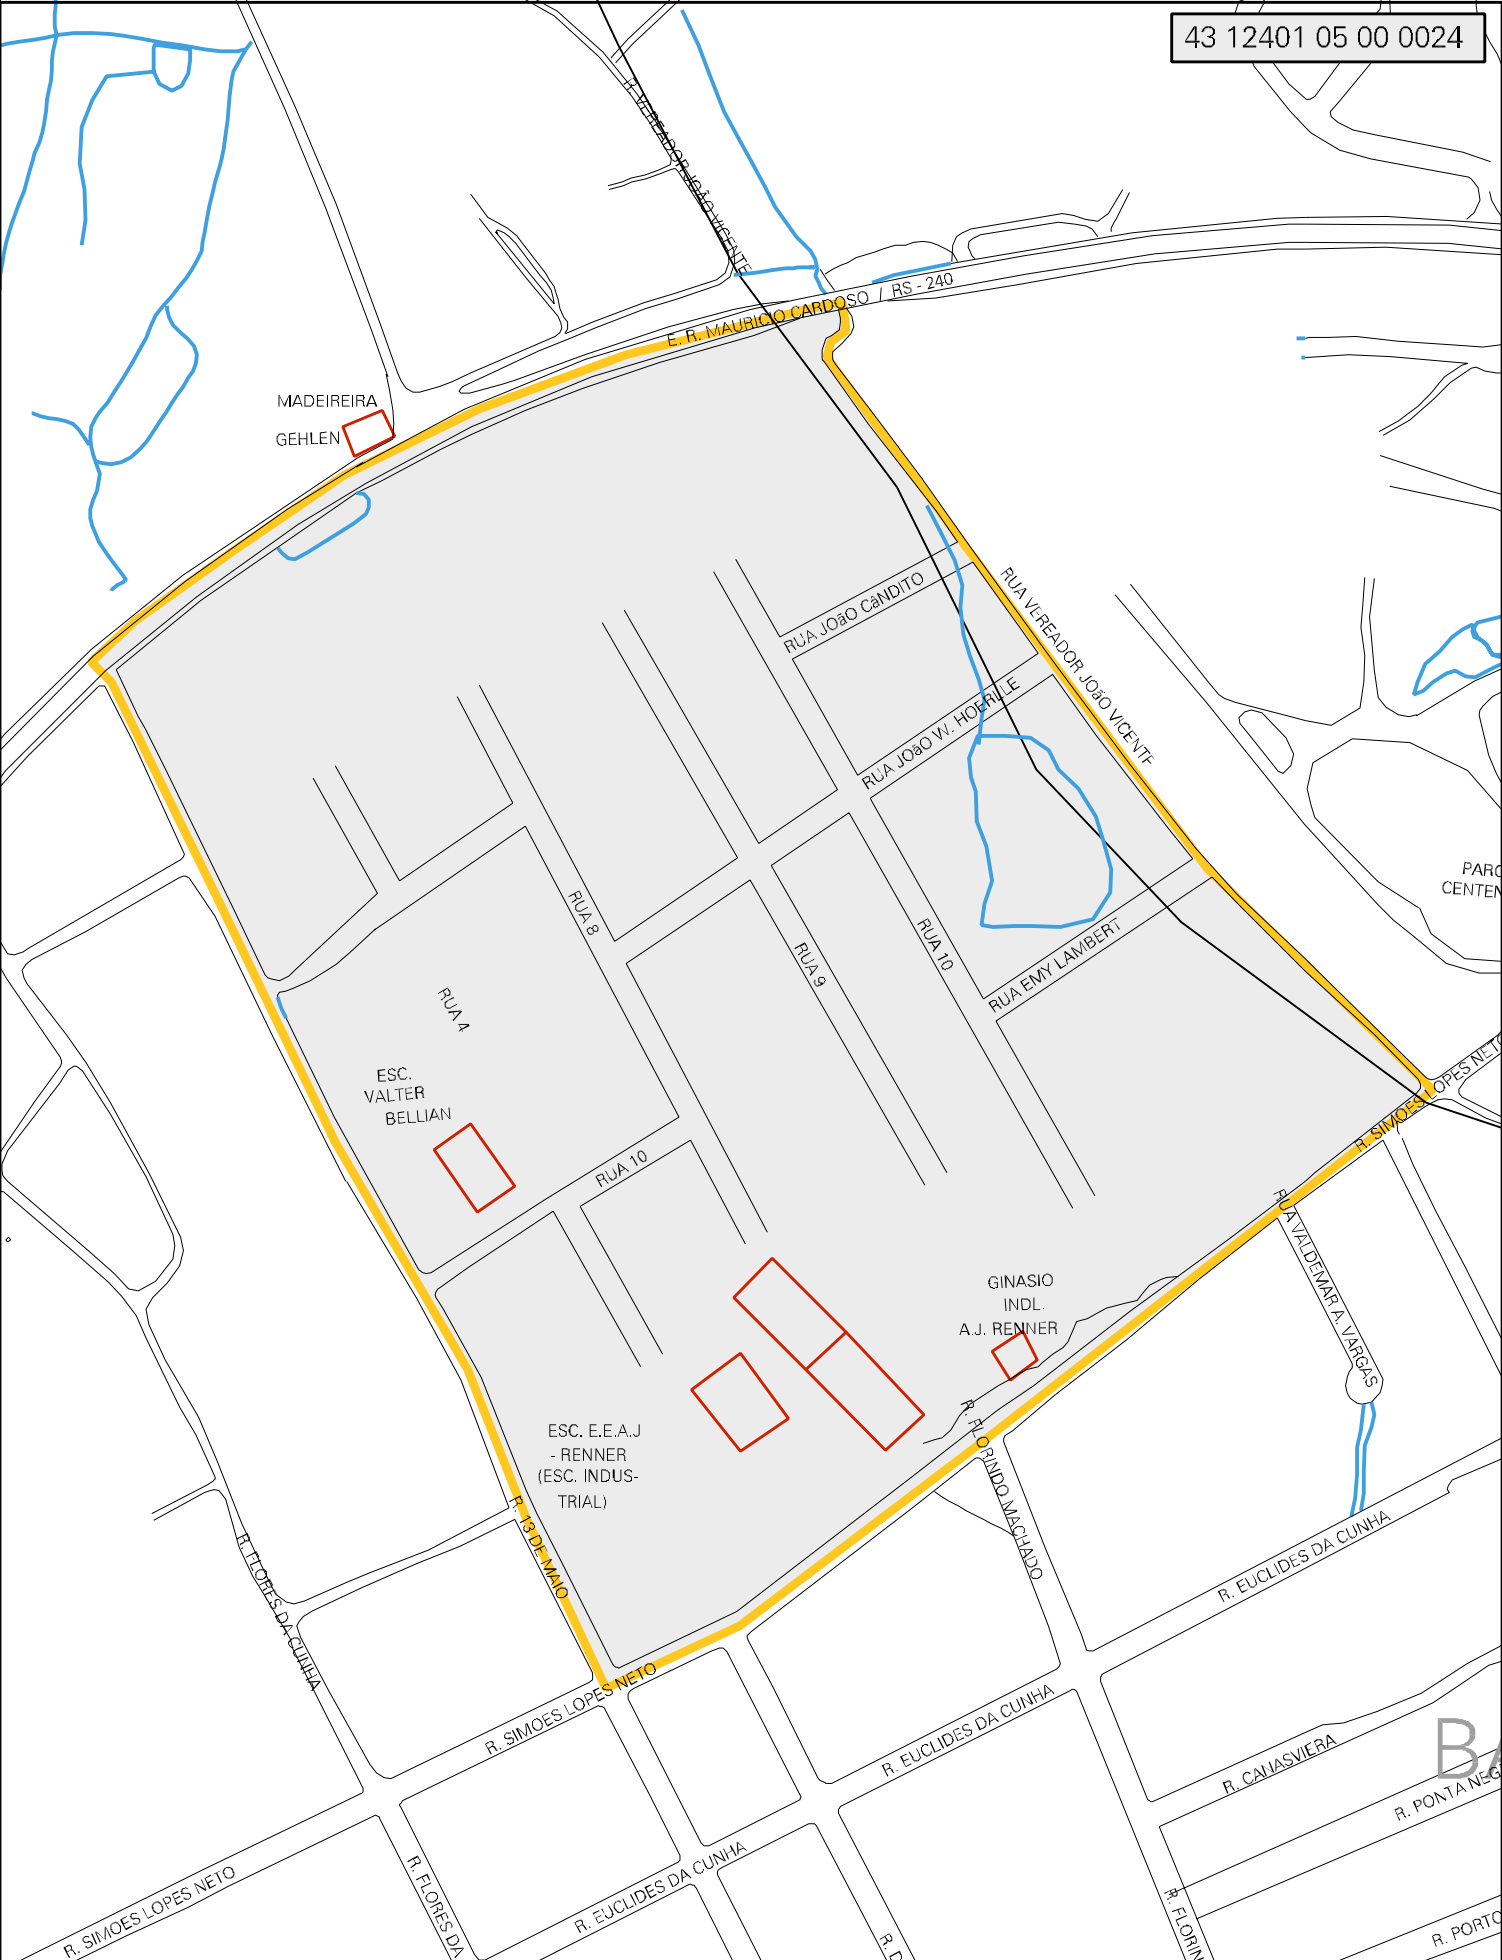 43 12401 05 00 0024
R. VEREADOR JOÃO VICENTE
E. R. MAURICIO CARDOSO / RS - 240
MADEIREIRA
GEHLEN
RUA JOãO CâNDITO
RUA VEREADOR JOãO VICENTE
RUA JOãO W. HOERLLE
PARQ
CENTEN
RUA 8
RUA 9
RUA 10
RUA EMY LAMBERT
RUA 4
ESC.
VALTER
BELLIAN
R. SIMOES LOPES NETO
RUA 10
RUA VALDEMAR A. VARGAS
GINASIO
INDL.
A.J. RENNER
ESC. E.E.A.J
- RENNER
(ESC. INDUS-
TRIAL)
R. FLORINDO MACHADO
R. 13 DE MAIO
R. FLORES DA CUNHA
R. EUCLIDES DA CUNHA
R. SIMOES LOPES NETO
R. EUCLIDES DA CUNHA
R. CANASVIERA
BA
R. PONTA NEG
R. SIMOES LOPES NETO
R. FLORES DA
R. EUCLIDES DA CUNHA
R. D
R. FLORIN
R. PORTO